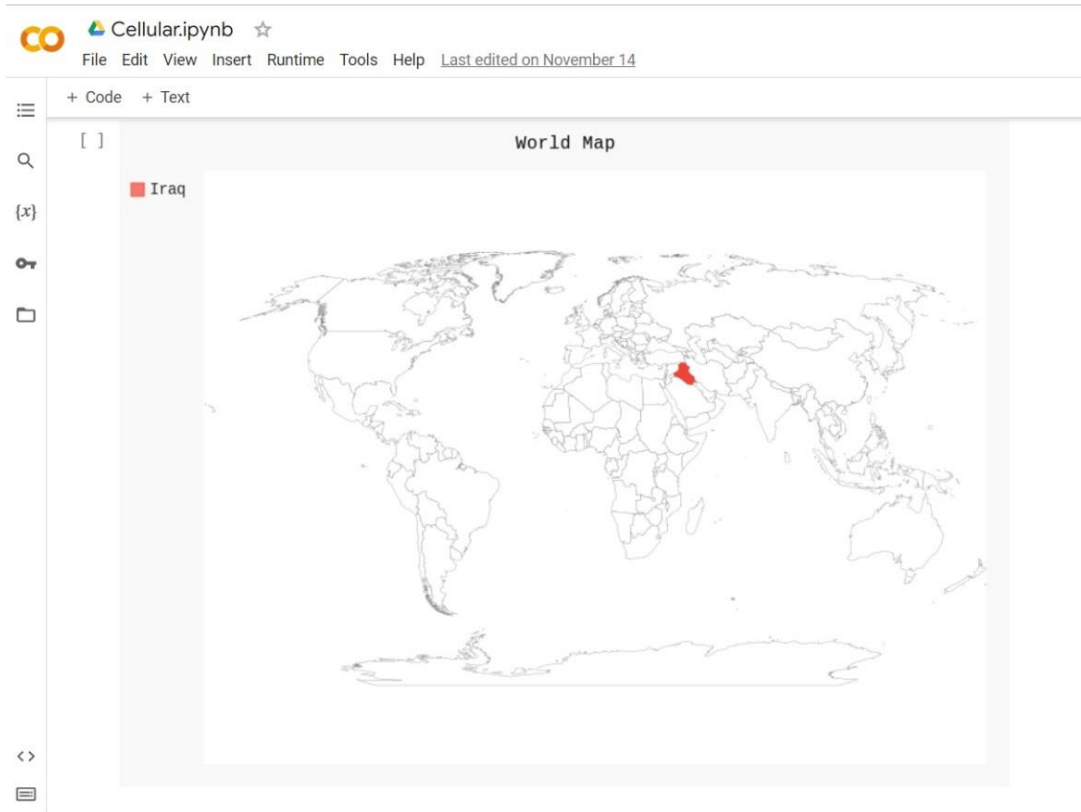 Cellular.ipynb
File Edit View Insert Runtime Tools Help Last edited on November 14
+ Code + Text
[ ]
World Map
Iraq
{x}